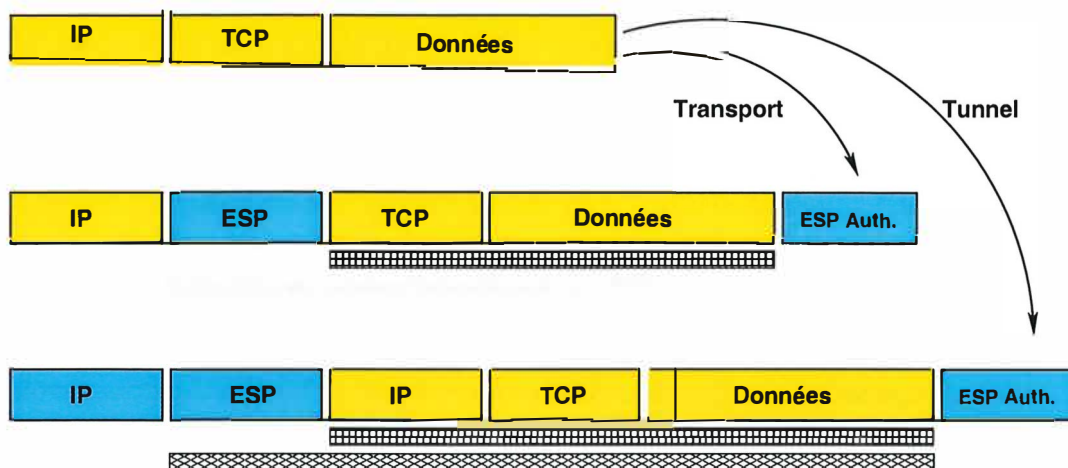 IP TCP Données
Transport Tunnel
IP ESP TCP Données ESP Auth.
IP ESP IP TCP Données ESP Auth.